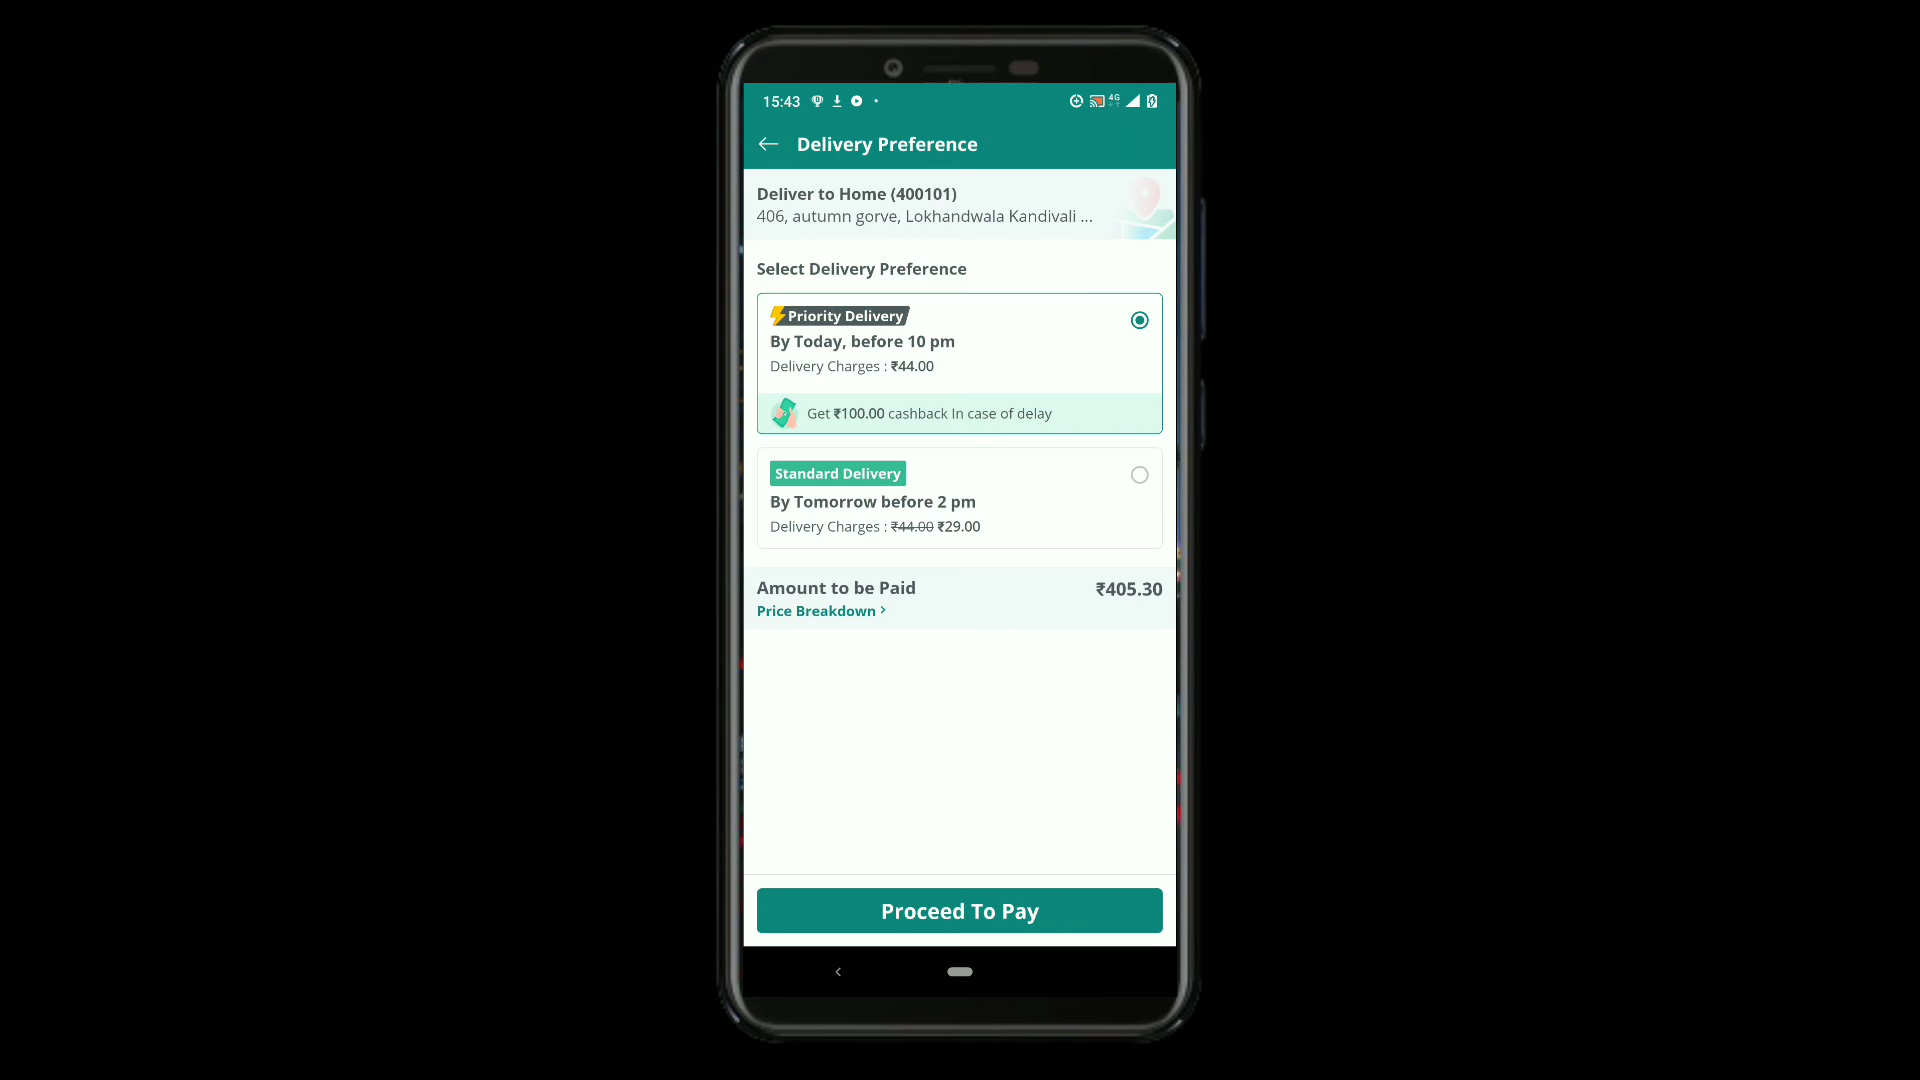 15:43
4G
Delivery Preference
Deliver to Home (400101)
406, autumn gorve, Lokhandwala Kandivali ...
Select Delivery Preference
Priority Delivery
By Today, before 10 pm
Delivery Charges : ₹44.00
Get ₹100.00 cashback In case of delay
Standard Delivery
By Tomorrow before 2 pm
Delivery Charges : ₹44.00 ₹29.00
Amount to be Paid ₹405.30
Price Breakdown >
Proceed To Pay